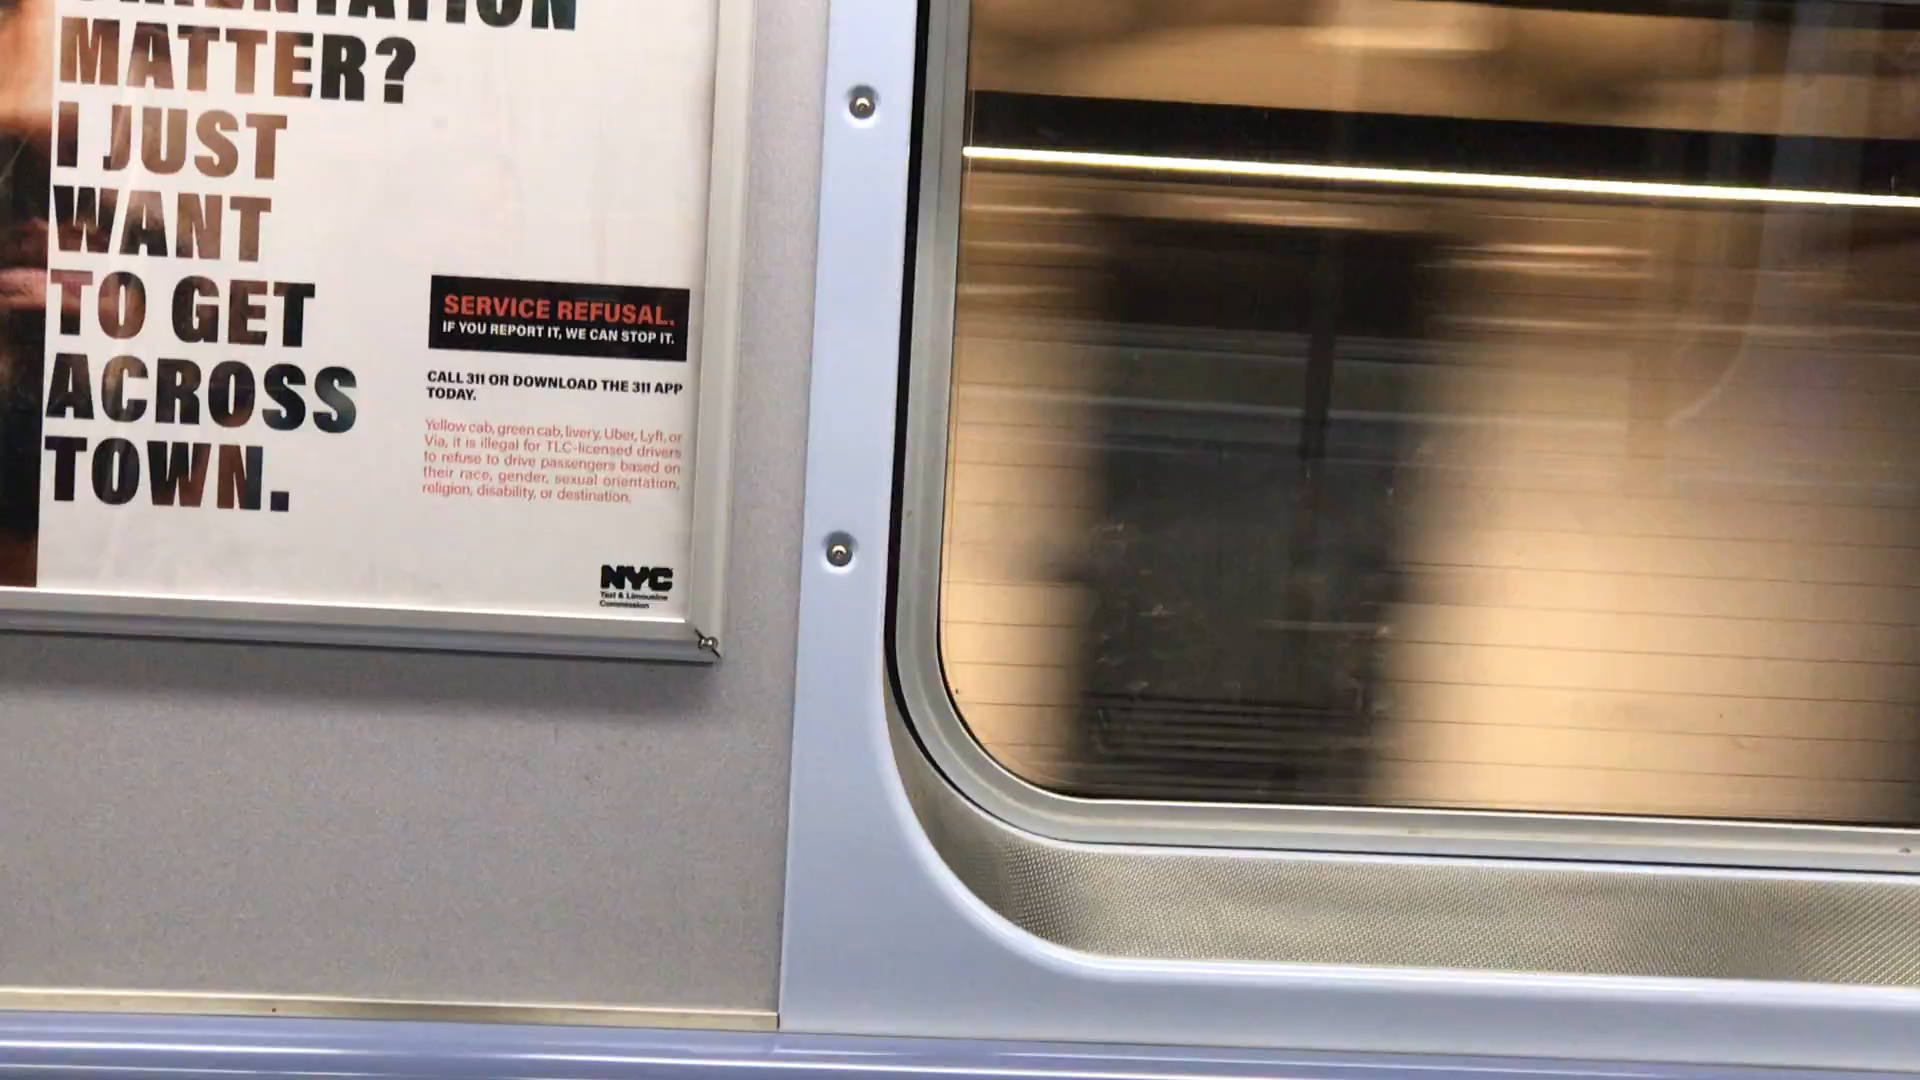 ORIENTATION
MATTER?
I JUST
WANT
TO GET
ACROSS
TOWN.
SERVICE REFUSAL.
IF YOU REPORT IT, WE CAN STOP IT.
CALL 311 OR DOWNLOAD THE 311 APP
TODAY.
Yellow cab, green cab, livery, Uber, Lyft, or
Via, it is illegal for TLC-licensed drivers
to refuse to drive passengers based on
their race, gender, sexual orientation,
religion, disability, or destination.
NYC
Taxi & Limousine
Commission